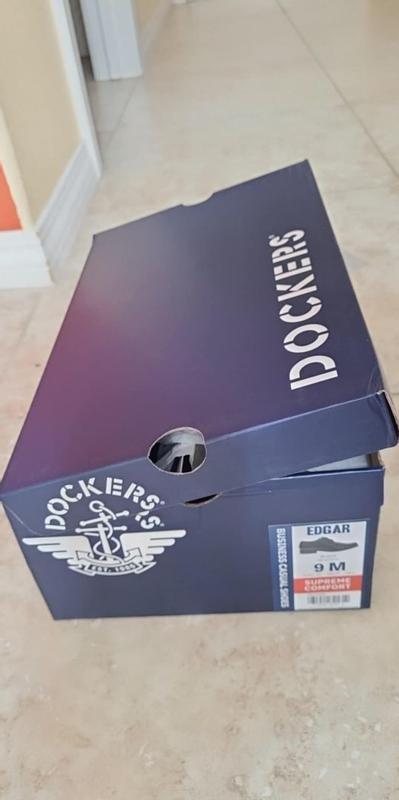 DOCKERS
DOCKERS
EST. 1986
BUSINESS CASUAL SHOES
EDGAR
9 M
SUPREME
COMFORT